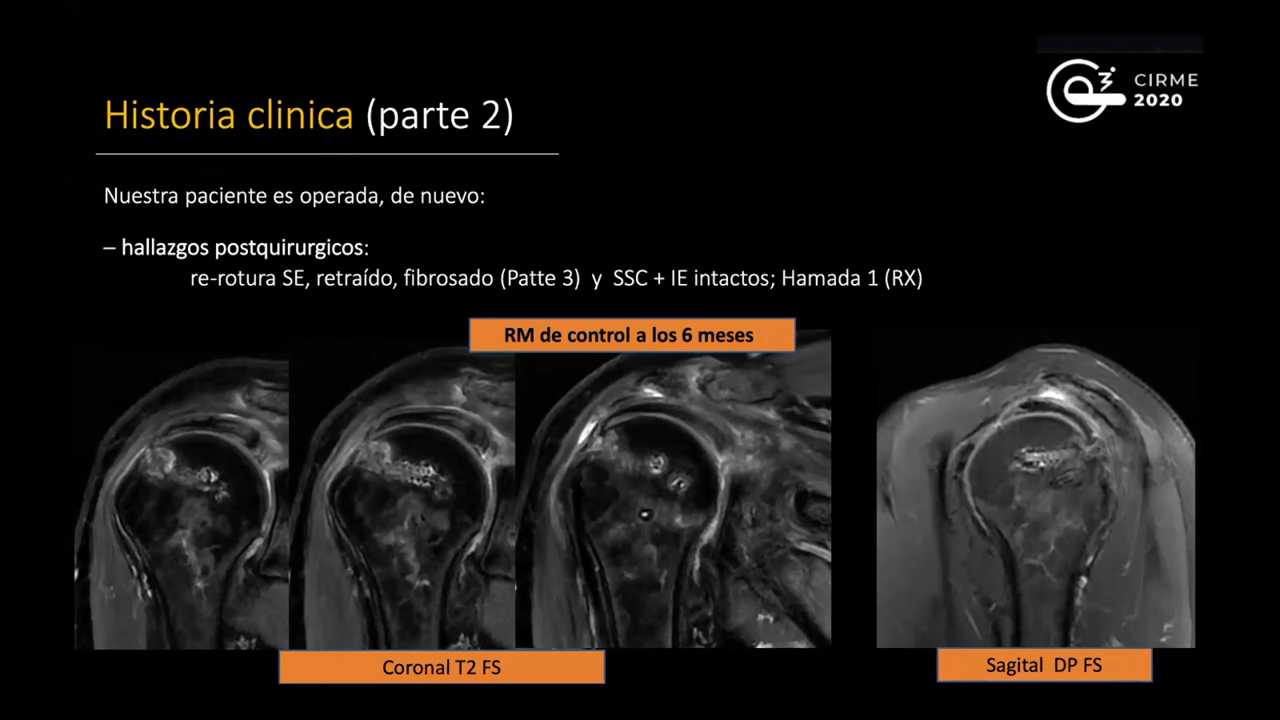 CIRME
2020
Historia clinica (parte 2)
Nuestra paciente es operada, de nuevo:
– hallazgos postquirurgicos:
re-rotura SE, retraído, fibrosado (Patte 3) y SSC + IE intactos; Hamada 1 (RX)
RM de control a los 6 meses
Coronal T2 FS
Sagital DP FS